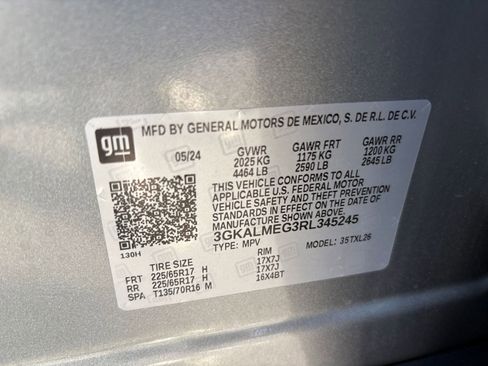 gm
MFD BY GENERAL MOTORS DE MEXICO, S. DE R.L. DE C.V.
05/24 GVWR GAWR FRT GAWR RR
2025 KG 1175 KG 1200 KG
4464 LB 2590 LB 2645 LB
THIS VEHICLE CONFORMS TO ALL
APPLICABLE U.S. FEDERAL MOTOR
VEHICLE SAFETY AND THEFT PREVENTION
STANDARDS IN EFFECT ON THE DATE OF
MANUFACTURE SHOWN ABOVE.
3GKALMEG3RL345245
TYPE: MPV MODEL: 35TXL26
130H
TIRE SIZE RIM
FRT 225/65R17 H 17X7J
RR 225/65R17 H 17X7J
SPA T135/70R16 M 16X4BT